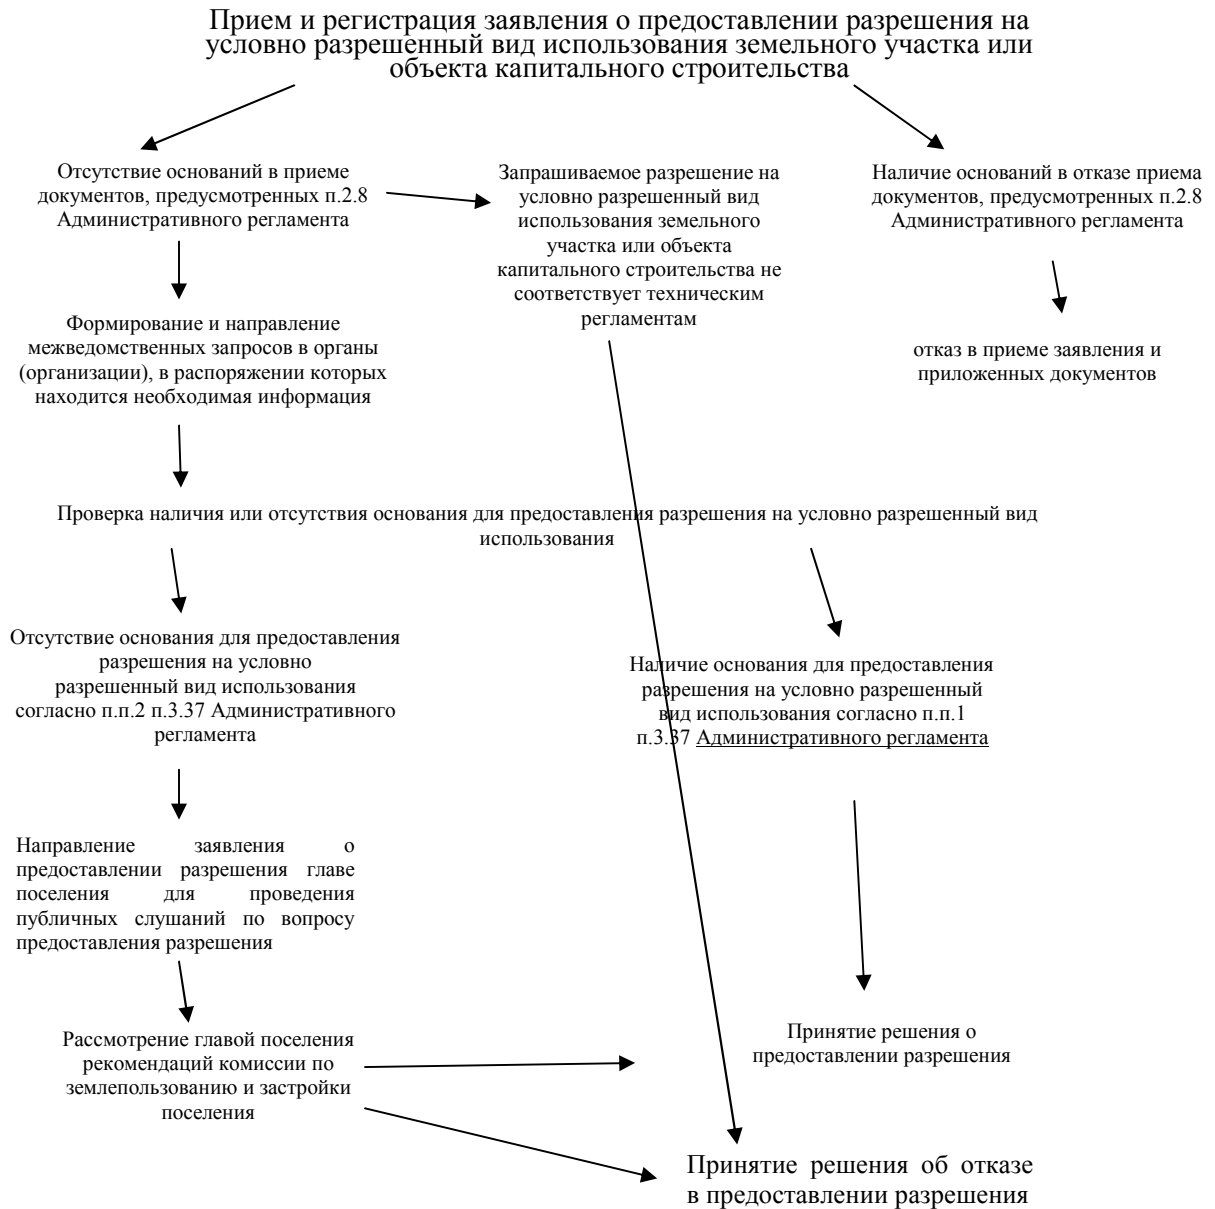 Прием и регистрация заявления о предоставлении разрешения на
условно разрешенный вид использования земельного участка или
объекта капитального строительства
Отсутствие оснований в приеме
документов, предусмотренных п.2.8
Административного регламента
Запрашиваемое разрешение на
условно разрешенный вид
использования земельного
участка или объекта
капитального строительства не
соответствует техническим
регламентам
Наличие оснований в отказе приема
документов, предусмотренных п.2.8
Административного регламента
Формирование и направление
межведомственных запросов в органы
(организации), в распоряжении которых
находится необходимая информация
отказ в приеме заявления и
приложенных документов
Проверка наличия или отсутствия основания для предоставления разрешения на условно разрешенный вид
использования
Отсутствие основания для предоставления
разрешения на условно
разрешенный вид использования
согласно п.п.2 п.3.37 Административного
регламента
Наличие основания для предоставления
разрешения на условно разрешенный
вид использования согласно п.п.1
п.3.37 Административного регламента
Направление заявления о
предоставлении разрешения главе
поселения для проведения
публичных слушаний по вопросу
предоставления разрешения
Рассмотрение главой поселения
рекомендаций комиссии по
землепользованию и застройки
поселения
Принятие решения о
предоставлении разрешения
Принятие решения об отказе
в предоставлении разрешения